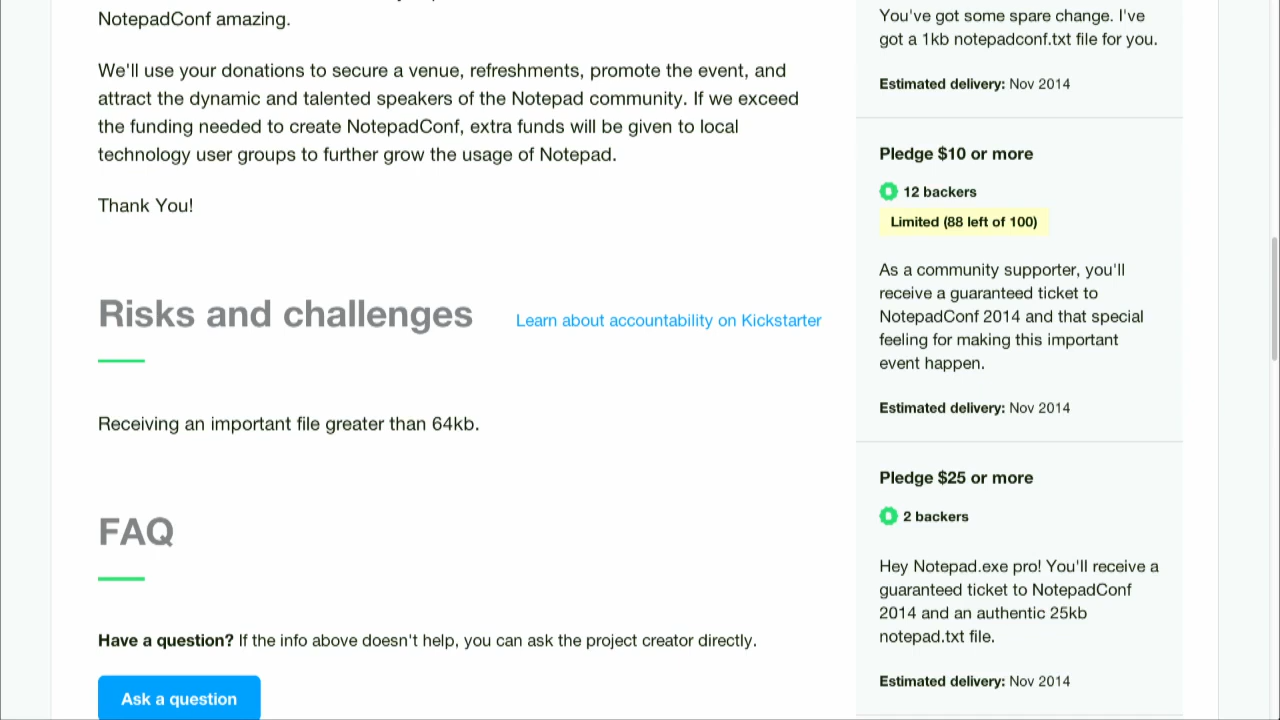 NotepadConf amazing.
We'll use your donations to secure a venue, refreshments, promote the event, and
attract the dynamic and talented speakers of the Notepad community. If we exceed
the funding needed to create NotepadConf, extra funds will be given to local
technology user groups to further grow the usage of Notepad.
Thank You!
Risks and challenges
Learn about accountability on Kickstarter
Receiving an important file greater than 64kb.
FAQ
Have a question? If the info above doesn't help, you can ask the project creator directly.
Ask a question
You've got some spare change. I've
got a 1kb notepadconf.txt file for you.
Estimated delivery: Nov 2014
Pledge $10 or more
12 backers
Limited (88 left of 100)
As a community supporter, you'll
receive a guaranteed ticket to
NotepadConf 2014 and that special
feeling for making this important
event happen.
Estimated delivery: Nov 2014
Pledge $25 or more
2 backers
Hey Notepad.exe pro! You'll receive a
guaranteed ticket to NotepadConf
2014 and an authentic 25kb
notepad.txt file.
Estimated delivery: Nov 2014